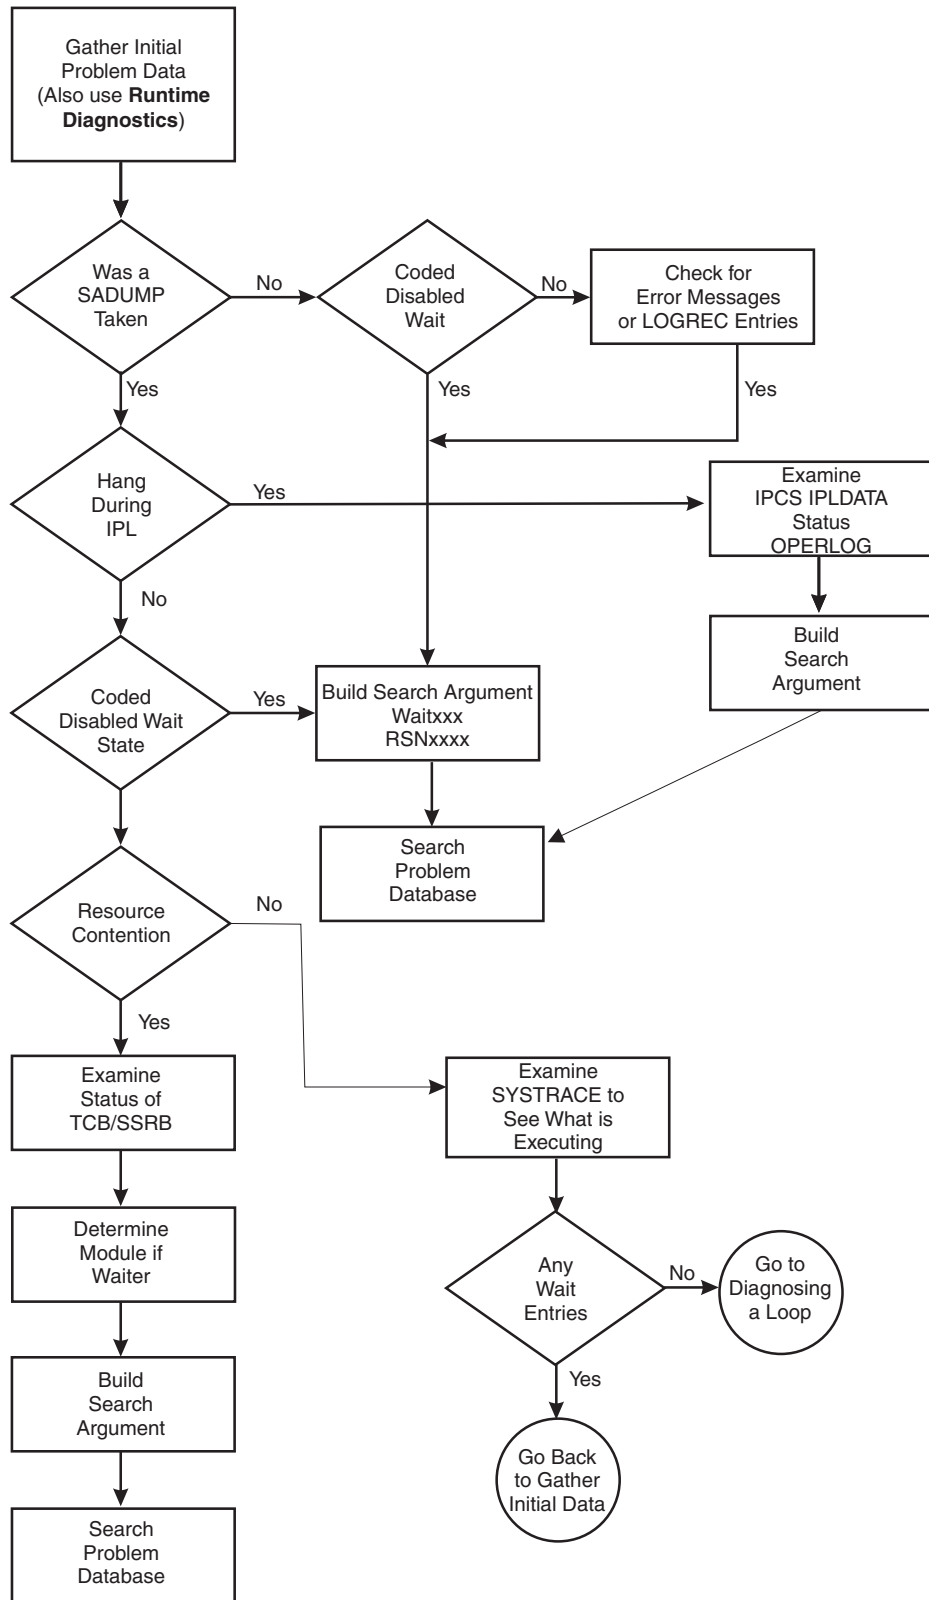 Gather Initial
Problem Data
(Also use Runtime
Diagnostics)
Was a
SADUMP
Taken
No
Coded
Disabled
Wait
No
Check for
Error Messages
or LOGREC Entries
Yes
Yes
Yes
Hang
During
IPL
Yes
Examine
IPCS IPLDATA
Status
OPERLOG
No
Build
Search
Argument
Coded
Disabled Wait
State
Yes
Build Search Argument
Waitxxx
RSNxxxx
Search
Problem
Database
Resource
Contention
No
Yes
Examine
Status of
TCB/SSRB
Examine
SYSTRACE to
See What is
Executing
Determine
Module if
Waiter
Any
Wait
Entries
No
Go to
Diagnosing
a Loop
Yes
Build
Search
Argument
Go Back
to Gather
Initial Data
Search
Problem
Database